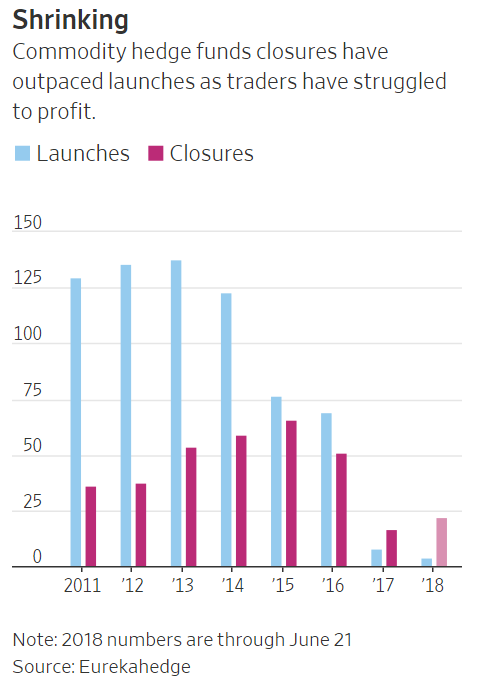 Shrinking
Commodity hedge funds closures have
outpaced launches as traders have struggled
to profit.
Launches Closures
150
125
100
75
50
25
0
2011 ’12 ’13 ’14 ’15 ’16 ’17 ’18
Note: 2018 numbers are through June 21
Source: Eurekahedge